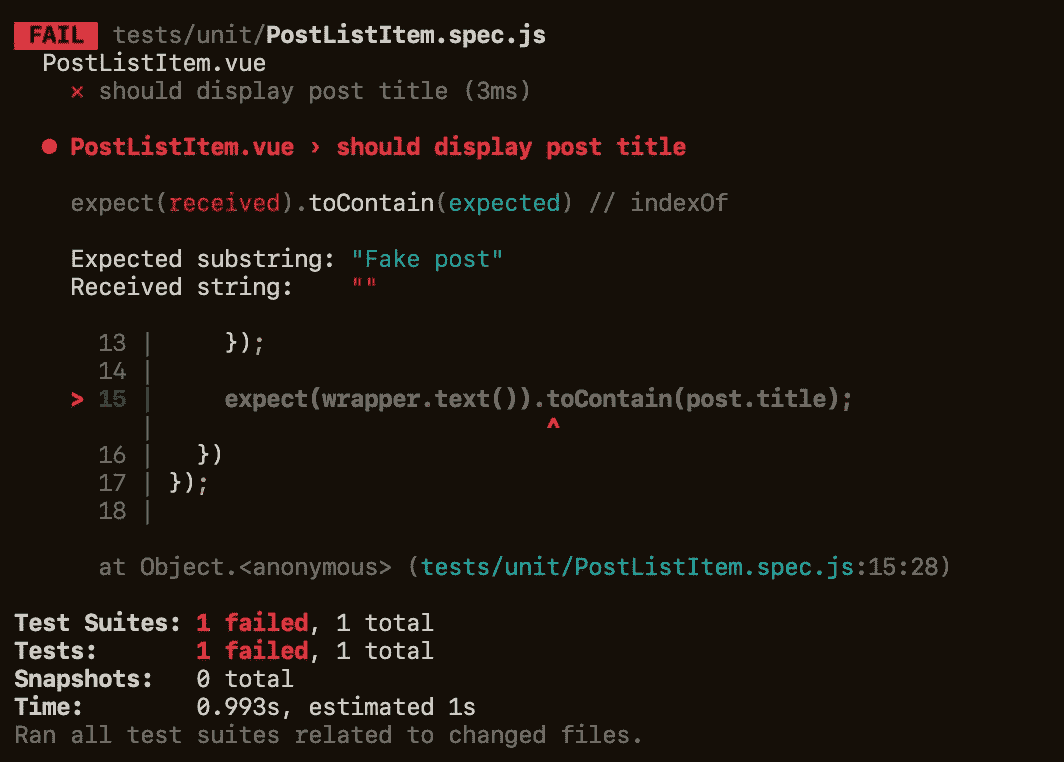 FAIL tests/unit/PostListItem.spec.js
PostListItem.vue
× should display post title (3ms)
● PostListItem.vue › should display post title
expect(received).toContain(expected) // indexOf
Expected substring: "Fake post"
Received string:    ""
13 |     });
14 |
> 15 |     expect(wrapper.text()).toContain(post.title);
|                            ^
16 |   })
17 | });
18 |
at Object.<anonymous> (tests/unit/PostListItem.spec.js:15:28)
Test Suites: 1 failed, 1 total
Tests:       1 failed, 1 total
Snapshots:   0 total
Time:        0.993s, estimated 1s
Ran all test suites related to changed files.